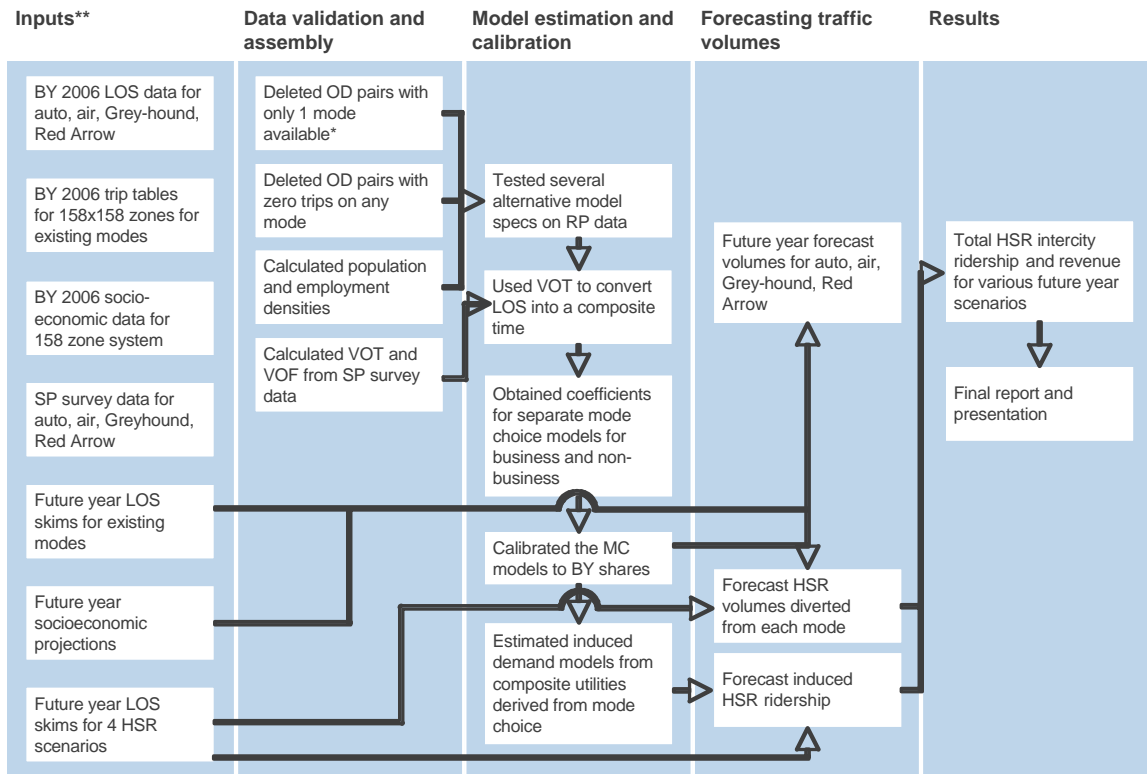 Inputs**
Data validation and
assembly
Model estimation and
calibration
Forecasting traffic
volumes
Results
BY 2006 LOS data for
auto, air, Grey-hound,
Red Arrow
BY 2006 trip tables
for 158x158 zones for
existing modes
BY 2006 socio-
economic data for
158 zone system
SP survey data for
auto, air, Greyhound,
Red Arrow
Future year LOS
skims for existing
modes
Future year
socioeconomic
projections
Future year LOS
skims for 4 HSR
scenarios
Deleted OD pairs with
only 1 mode
available*
Deleted OD pairs with
zero trips on any
mode
Calculated population
and employment
densities
Calculated VOT and
VOF from SP survey
data
Tested several
alternative model
specs on RP data
Used VOT to convert
LOS into a composite
time
Obtained coefficients
for separate mode
choice models for
business and non-
business
Calibrated the MC
models to BY shares
Estimated induced
demand models from
composite utilities
derived from mode
choice
Future year forecast
volumes for auto, air,
Grey-hound, Red
Arrow
Forecast HSR
volumes diverted
from each mode
Forecast induced
HSR ridership
Total HSR intercity
ridership and revenue
for various future year
scenarios
Final report and
presentation